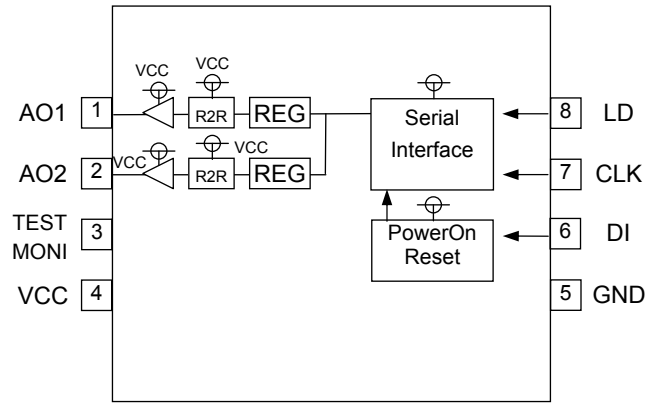 VCC
VCC
AO1
1
R2R
REG
Serial
Interface
8
LD
VCC
VCC
AO2
2
R2R
REG
7
CLK
TEST
MONI
3
PowerOn
Reset
6
DI
VCC
4
5
GND